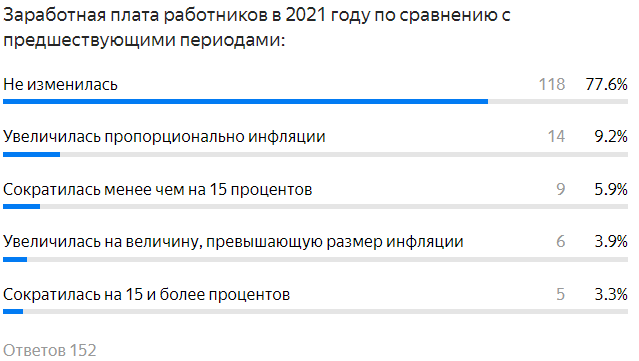 Заработная плата работников в 2021 году по сравнению с
предшествующими периодами:
Не изменилась 118 77.6%
Увеличилась пропорционально инфляции 14 9.2%
Сократилась менее чем на 15 процентов 9 5.9%
Увеличилась на величину, превышающую размер инфляции 6 3.9%
Сократилась на 15 и более процентов 5 3.3%
Ответов 152